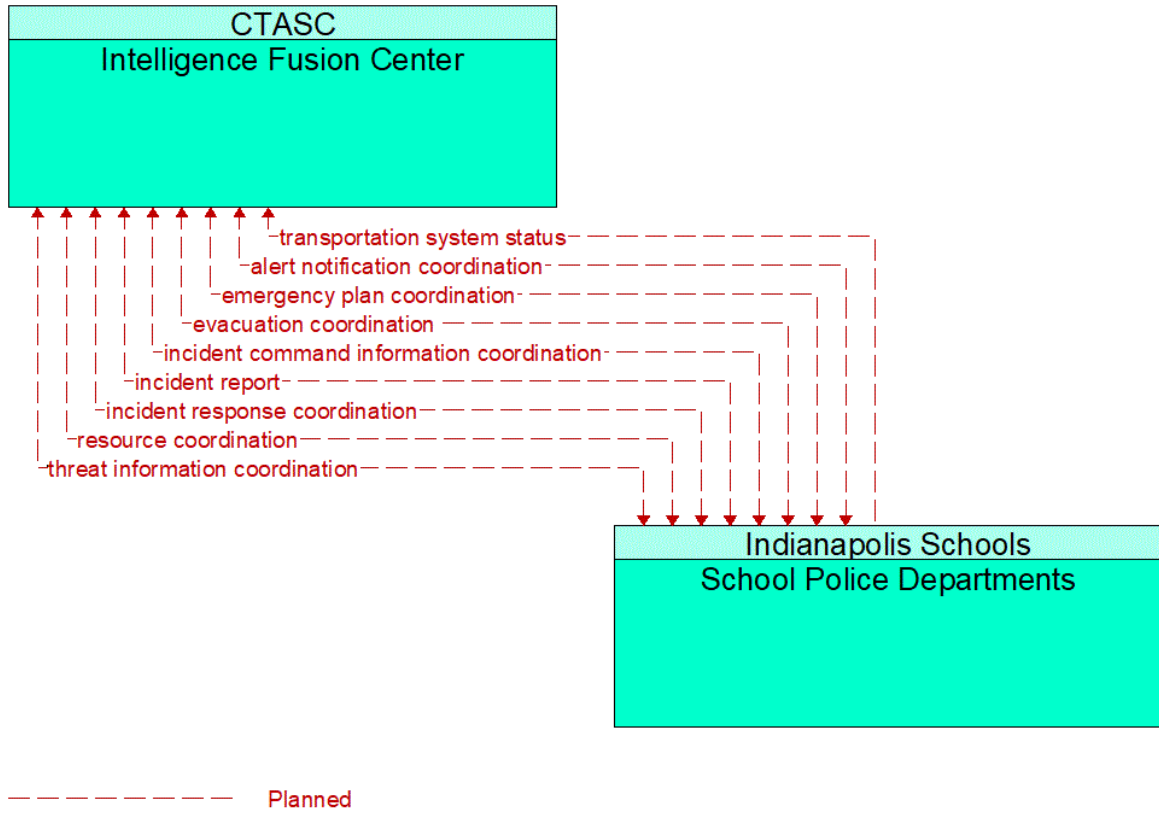 CTASC
Intelligence Fusion Center
transportation system status
alert notification coordination
emergency plan coordination
evacuation coordination
incident command information coordination
incident report
incident response coordination
resource coordination
threat information coordination
Indianapolis Schools
School Police Departments
Planned